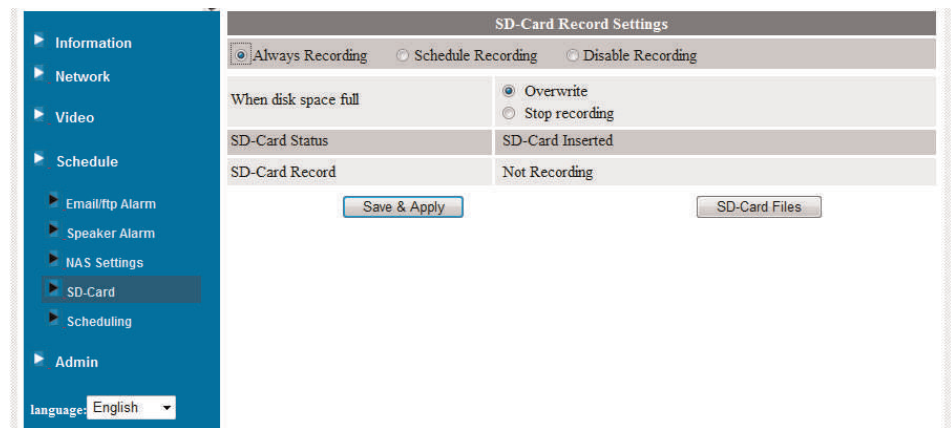 Information
Network
Video
Schedule
Email/ftp Alarm
Speaker Alarm
NAS Settings
SD-Card
Scheduling
Admin
language: English
SD-Card Record Settings
Always Recording Schedule Recording Disable Recording
When disk space full
Overwrite
Stop recording
SD-Card Status SD-Card Inserted
SD-Card Record Not Recording
Save & Apply SD-Card Files